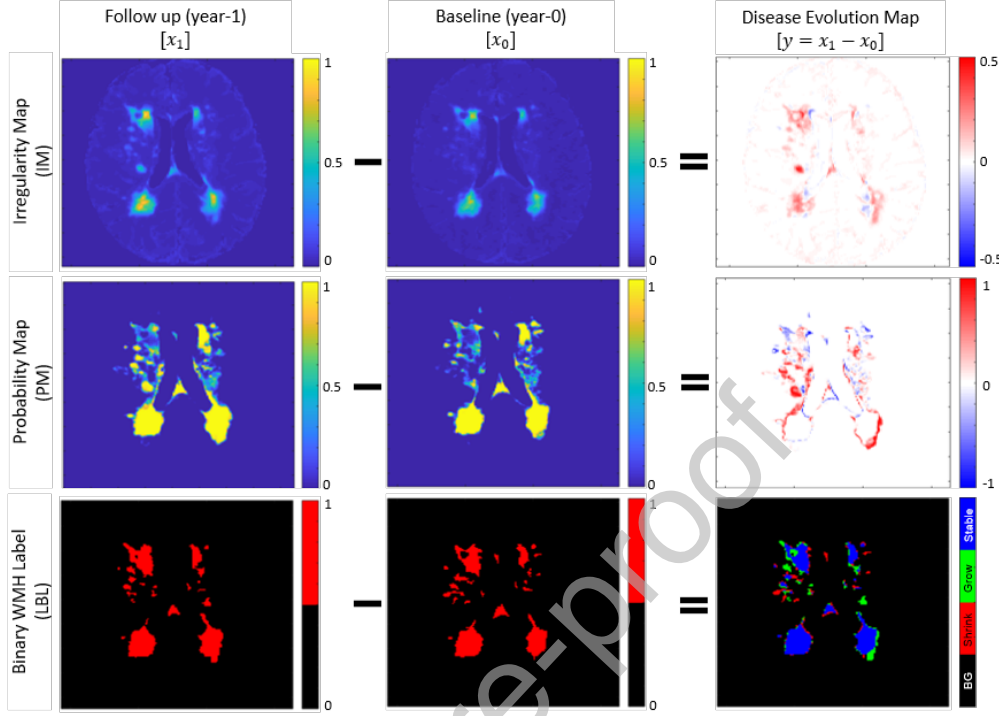 Follow up (year-1)
[x₁]
Baseline (year-0)
[x₀]
Disease Evolution Map
[y = x₁ − x₀]
Irregularity Map
(IM)
1
0.5
0
1
0.5
0
0.5
0
-0.5
Probability Map
(PM)
1
0.5
0
1
0.5
0
1
0
-1
Binary WMH Label
(LBL)
1
0
1
0
Stable
Grow
Shrink
BG
e-proof